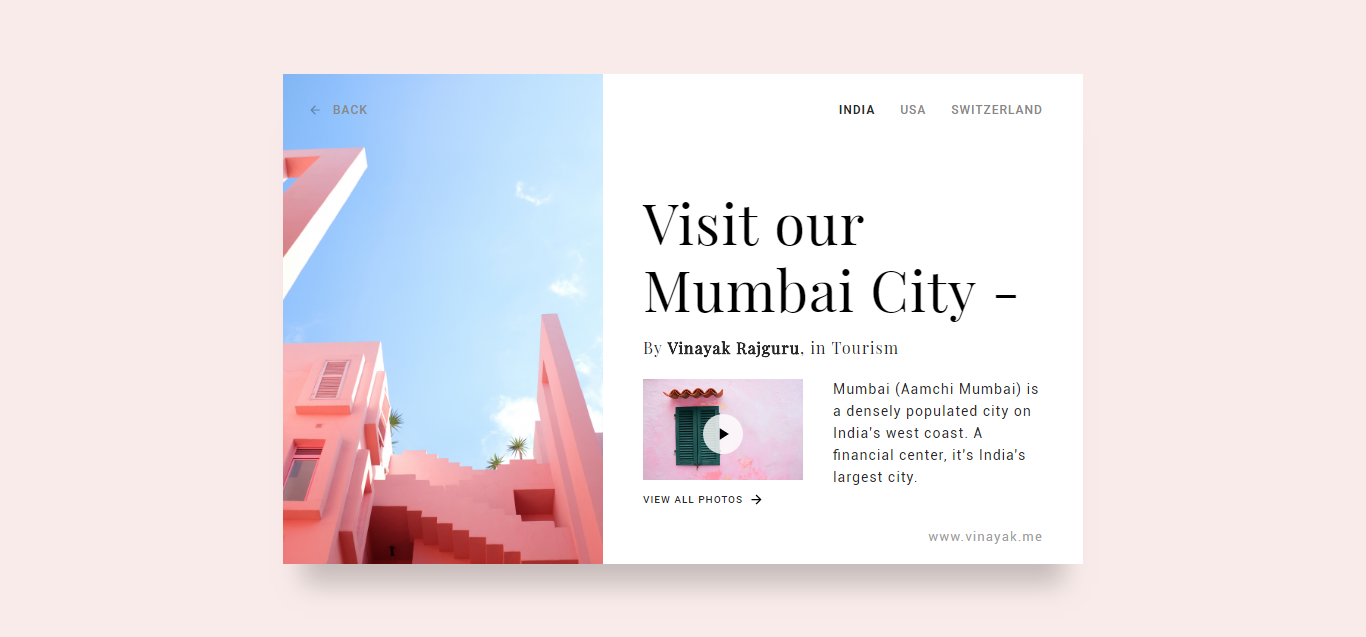 BACK
INDIA USA SWITZERLAND
Visit our
Mumbai City -
By Vinayak Rajguru, in Tourism
Mumbai (Aamchi Mumbai) is
a densely populated city on
India's west coast. A
financial center, it's India's
largest city.
VIEW ALL PHOTOS
www.vinayak.me